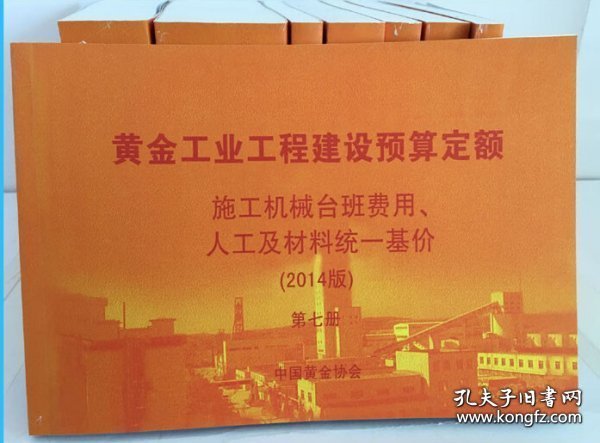 黄金工业工程建设预算定额
施工机械台班费用、
人工及材料统一基价
(2014版)
第七册
中国黄金协会
孔夫子旧书网
www.kongfz.com